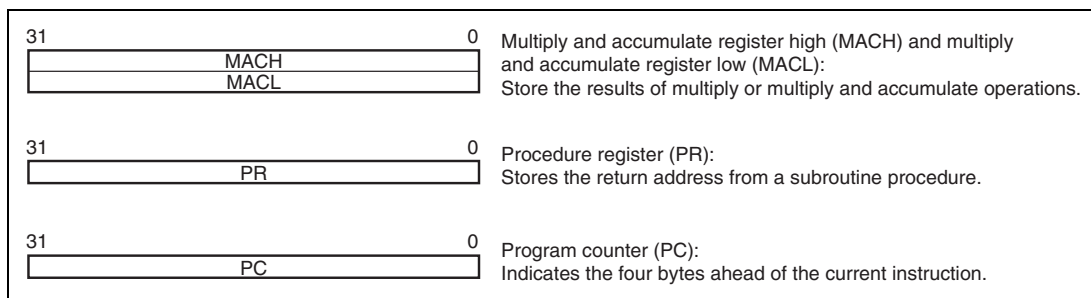 31 0
MACH
MACL
Multiply and accumulate register high (MACH) and multiply
and accumulate register low (MACL):
Store the results of multiply or multiply and accumulate operations.
31 0
PR
Procedure register (PR):
Stores the return address from a subroutine procedure.
31 0
PC
Program counter (PC):
Indicates the four bytes ahead of the current instruction.